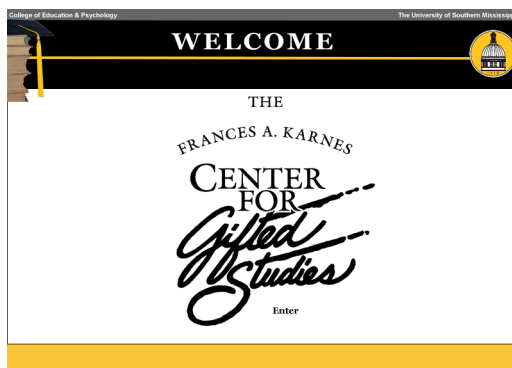 College of Education & Psychology
The University of Southern Mississipp
WELCOME
THE
FRANCES A. KARNES
CENTER
FOR
Gifted
Studies
Enter